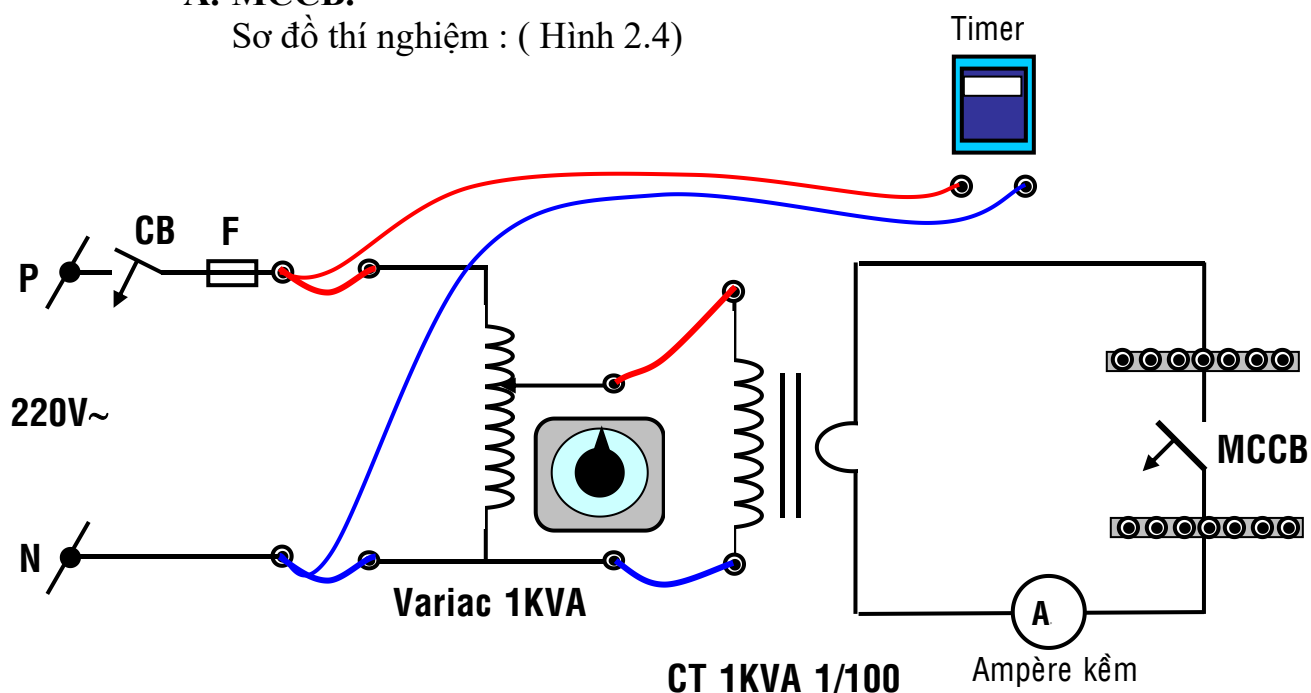 A. MCCB.
Sơ đồ thí nghiệm : ( Hình 2.4)
Timer
CB F
P
220V~
MCCB
N
Variac 1KVA
A
CT 1KVA 1/100
Ampère kềm